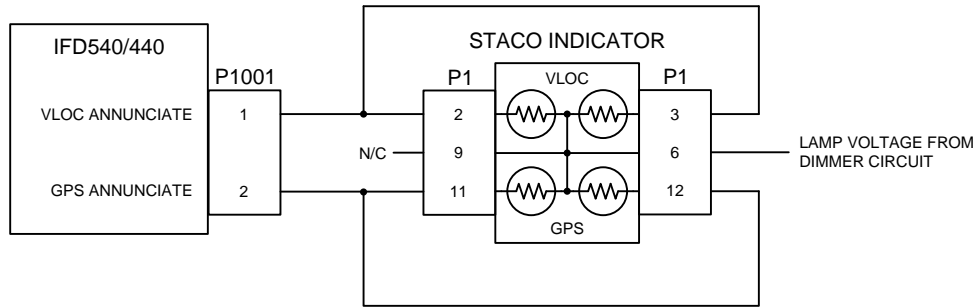 IFD540/440
STACO INDICATOR
P1001
P1
VLOC
P1
VLOC ANNUNCIATE
1
2
3
N/C
9
6
LAMP VOLTAGE FROM
DIMMER CIRCUIT
GPS ANNUNCIATE
2
11
12
GPS